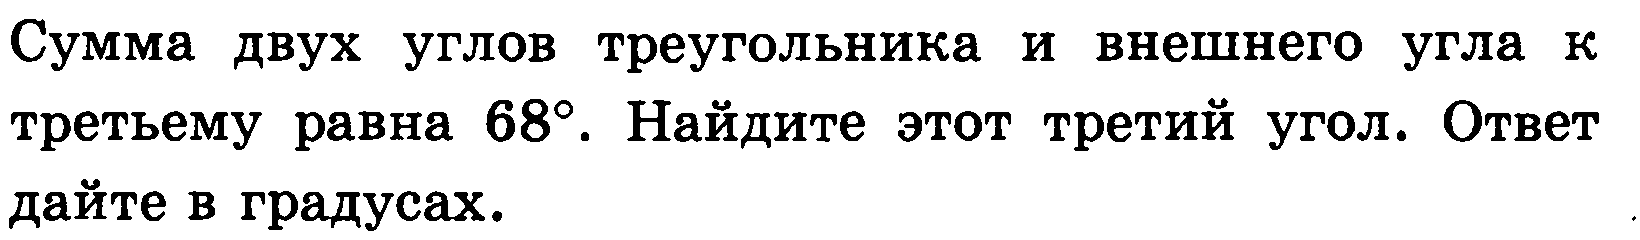 Сумма двух углов треугольника и внешнего угла к
третьему равна 68°. Найдите этот третий угол. Ответ
дайте в градусах.